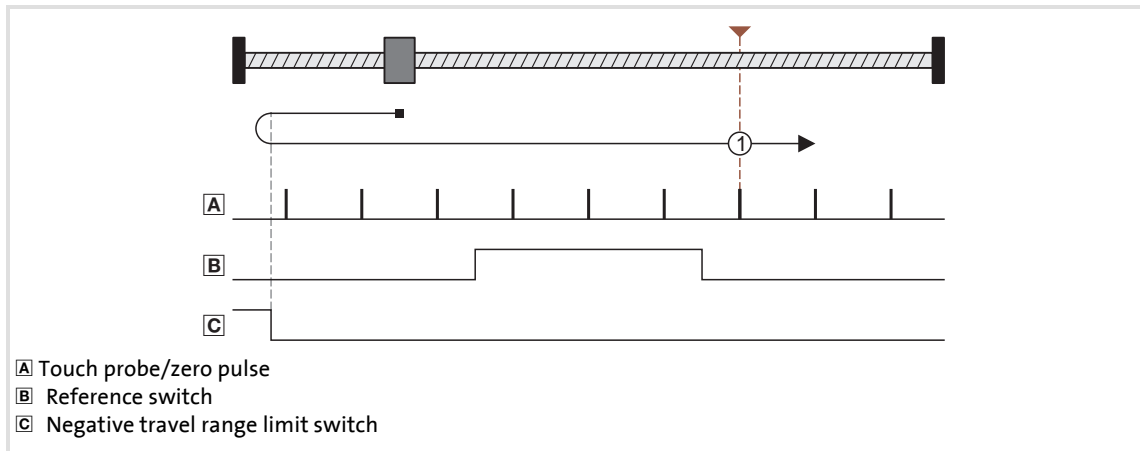 1
A
B
C
A Touch probe/zero pulse
B Reference switch
C Negative travel range limit switch